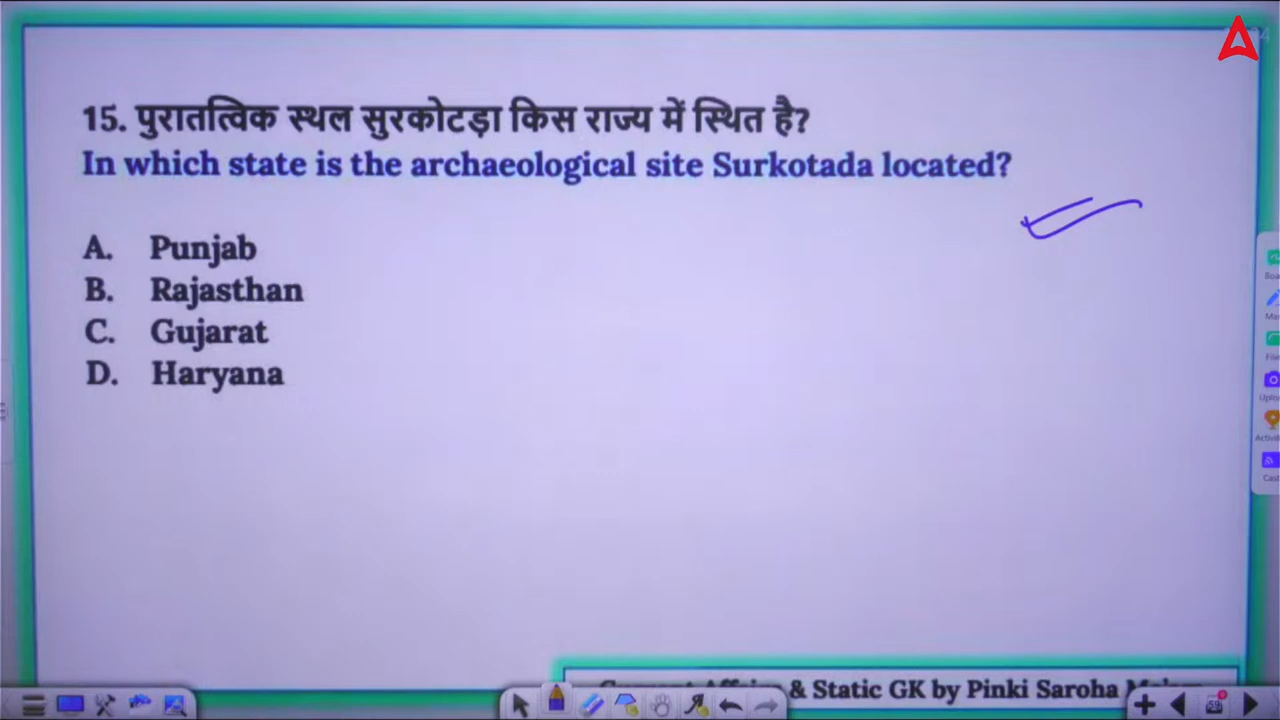 15. पुरातत्विक स्थल सुरकोटड़ा किस राज्य में स्थित है?
In which state is the archaeological site Surkotada located?
A. Punjab
B. Rajasthan
C. Gujarat
D. Haryana
& Static GK by Pinki Saroha